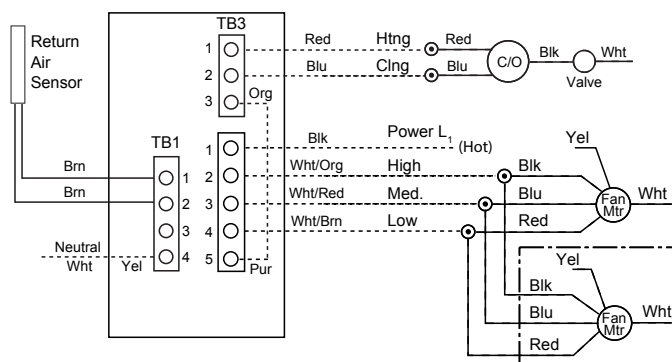 TB3
Return
Air
Sensor
1 Red Htng Red
2 Blu Clng Blu
C/O Blk Wht
Valve
3 Org
TB1
1 Blk Power L1 (Hot)
2 Wht/Org High Blk
3 Wht/Red Med. Blu
4 Wht/Brn Low Red
5 Pur
Yel
Fan
Mtr
Wht
Brn 1
Brn 2
3
Neutral
Wht Yel 4
Yel
Blk
Blu
Red
Fan
Mtr
Wht